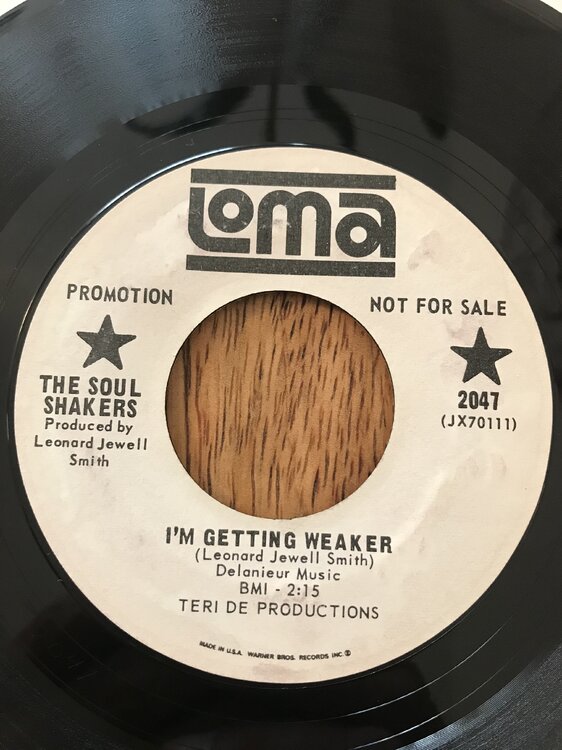 Loma
PROMOTION
NOT FOR SALE
THE SOUL
SHAKERS
Produced by
Leonard Jewell
Smith
2047
(JX70111)
I'M GETTING WEAKER
(Leonard Jewell Smith)
Delanieur Music
BMI - 2:15
TERI DE PRODUCTIONS
MADE IN U.S.A. WARNER BROS. RECORDS INC.